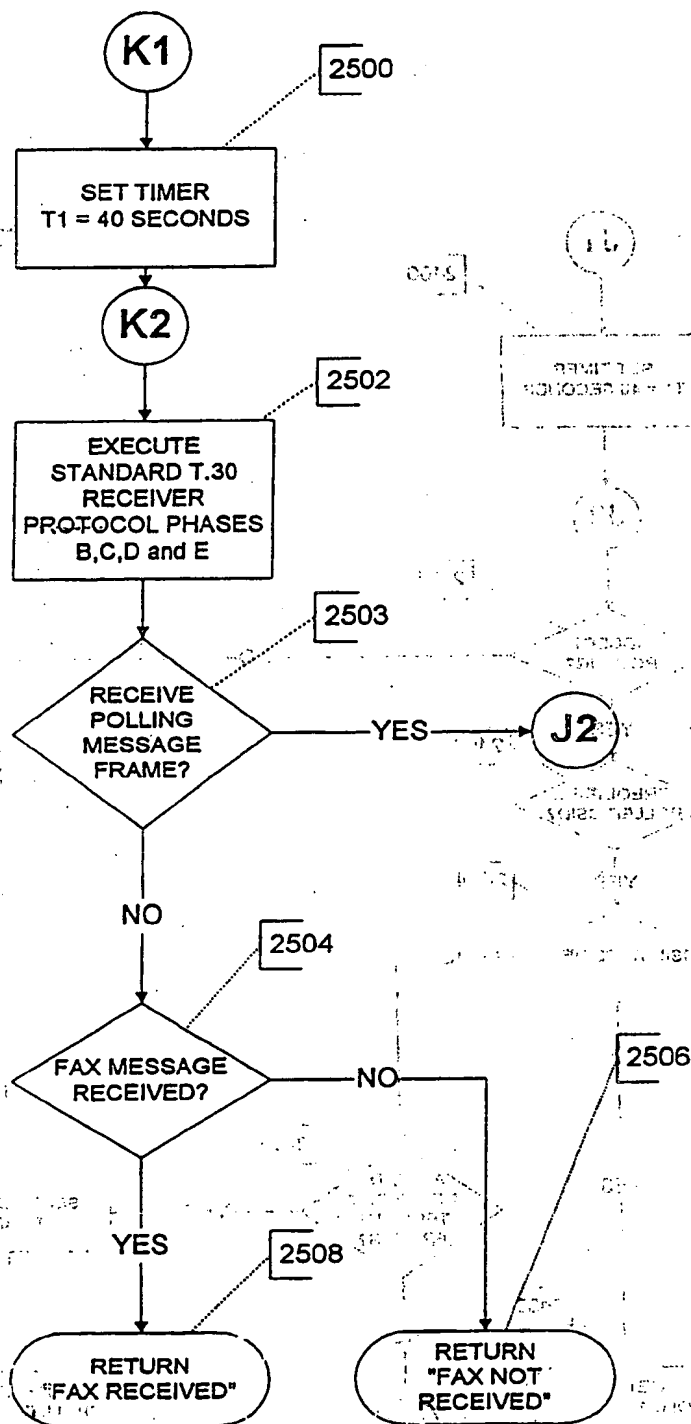 K1
2500
SET TIMER
T1 = 40 SECONDS
K2
2502
EXECUTE
STANDARD T.30
RECEIVER
PROTOCOL PHASES
B,C,D and E
2503
RECEIVE
POLLING
MESSAGE
FRAME?
YES
J2
NO
2504
FAX MESSAGE
RECEIVED?
NO
2506
YES
2508
RETURN
"FAX RECEIVED"
RETURN
"FAX NOT
RECEIVED"